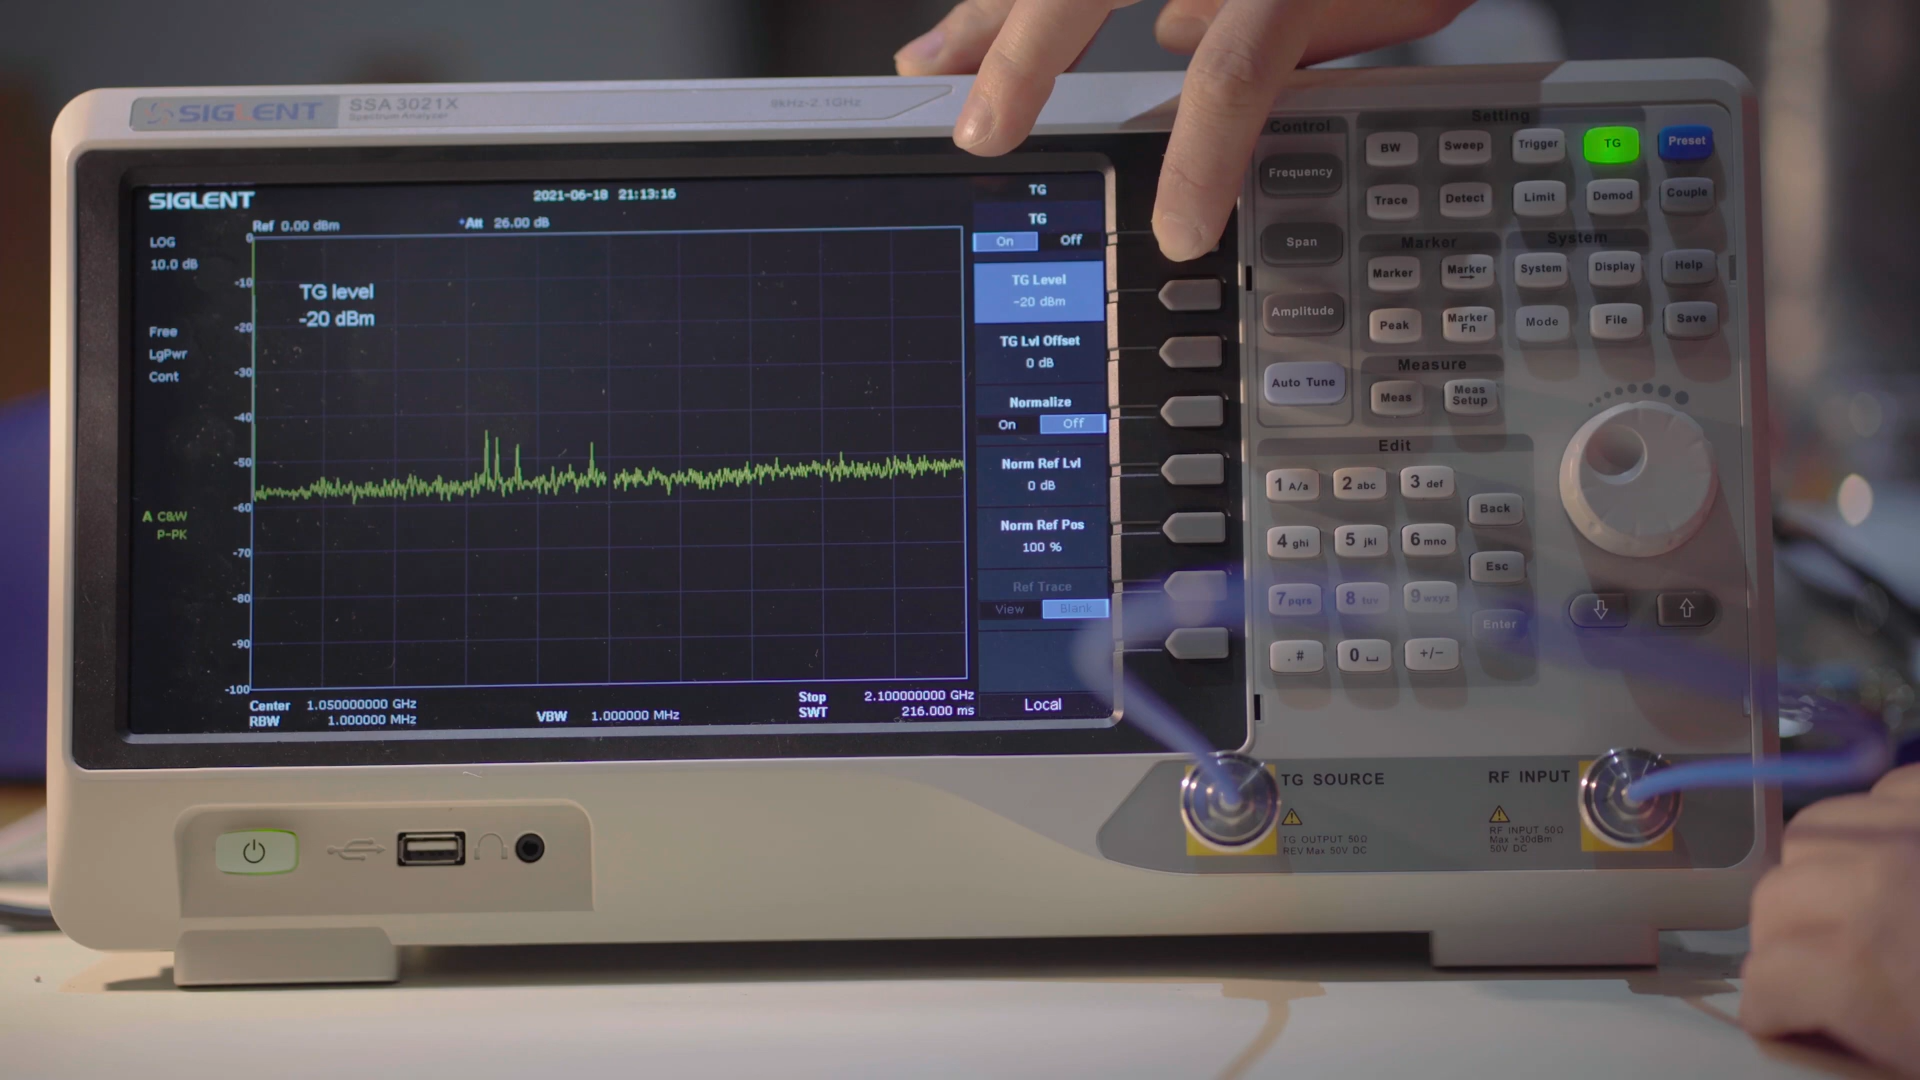 SIGLENT
SSA 3021X
Spectrum Analyzer
9kHz-2.1GHz
SIGLENT
2021-06-18 21:13:16
Ref 0.00 dBm
*Att 26.00 dB
LOG
10.0 dB
Free
LgPwr
Cont
A C&W
P-PK
0
-10
-20
-30
-40
-50
-60
-70
-80
-90
-100
TG level
-20 dBm
Center 1.050000000 GHz
RBW 1.000000 MHz
VBW 1.000000 MHz
Stop 2.100000000 GHz
SWT 216.000 ms
TG
TG
On Off
TG Level
-20 dBm
TG Lvl Offset
0 dB
Normalize
On Off
Norm Ref Lvl
0 dB
Norm Ref Pos
100 %
Ref Trace
View Blank
Local
Control
Frequency
Span
Amplitude
Auto Tune
Setting
BW Sweep Trigger TG Preset
Trace Detect Limit Demod Couple
Marker
Marker Marker→
Peak Marker Fn
System
System Display Help
Mode File Save
Measure
Meas Meas Setup
Edit
1 A/a 2 abc 3 def
4 ghi 5 jkl 6 mno
7 pqrs 8 tuv 9 wxyz
. # 0 +/-
Back
Esc
Enter
TG SOURCE
TG OUTPUT 50Ω
REV Max 50V DC
RF INPUT
RF INPUT 50Ω
Max +30dBm
50V DC